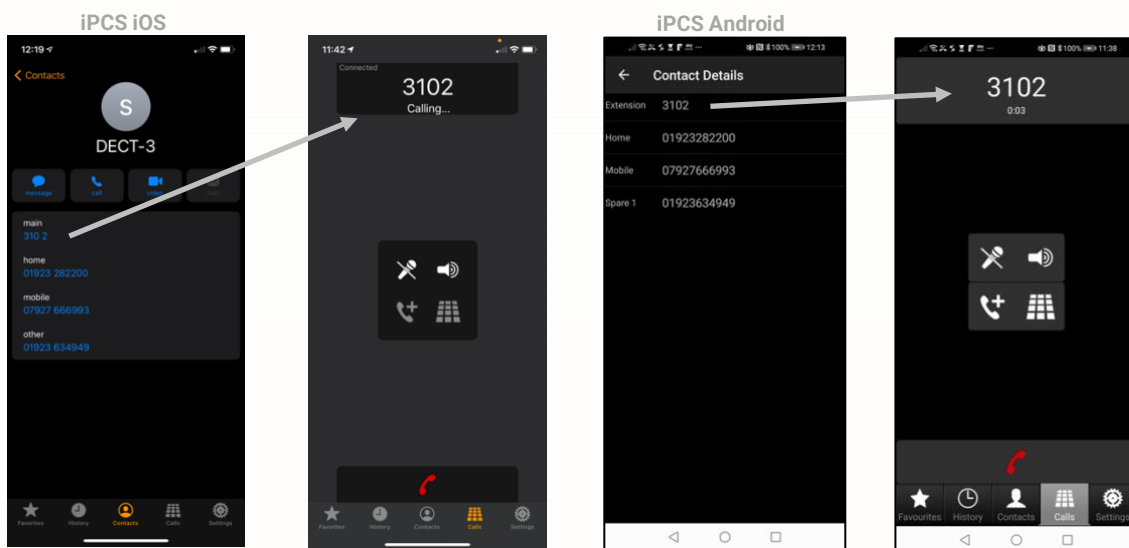 iPCS iOS
12:19
Contacts
S
DECT-3
message
call
video
mail
main
310 2
home
01923 282200
mobile
07927 666993
other
01923 634949
Favorites
History
Contacts
Calls
Settings
11:42
Connected
3102
Calling...
Favorites
History
Contacts
Calls
Settings
iPCS Android
100% 12:13
Contact Details
Extension 3102
Home 01923282200
Mobile 07927666993
Spare 1 01923634949
100% 11:38
3102
0:03
Favourites
History
Contacts
Calls
Settings